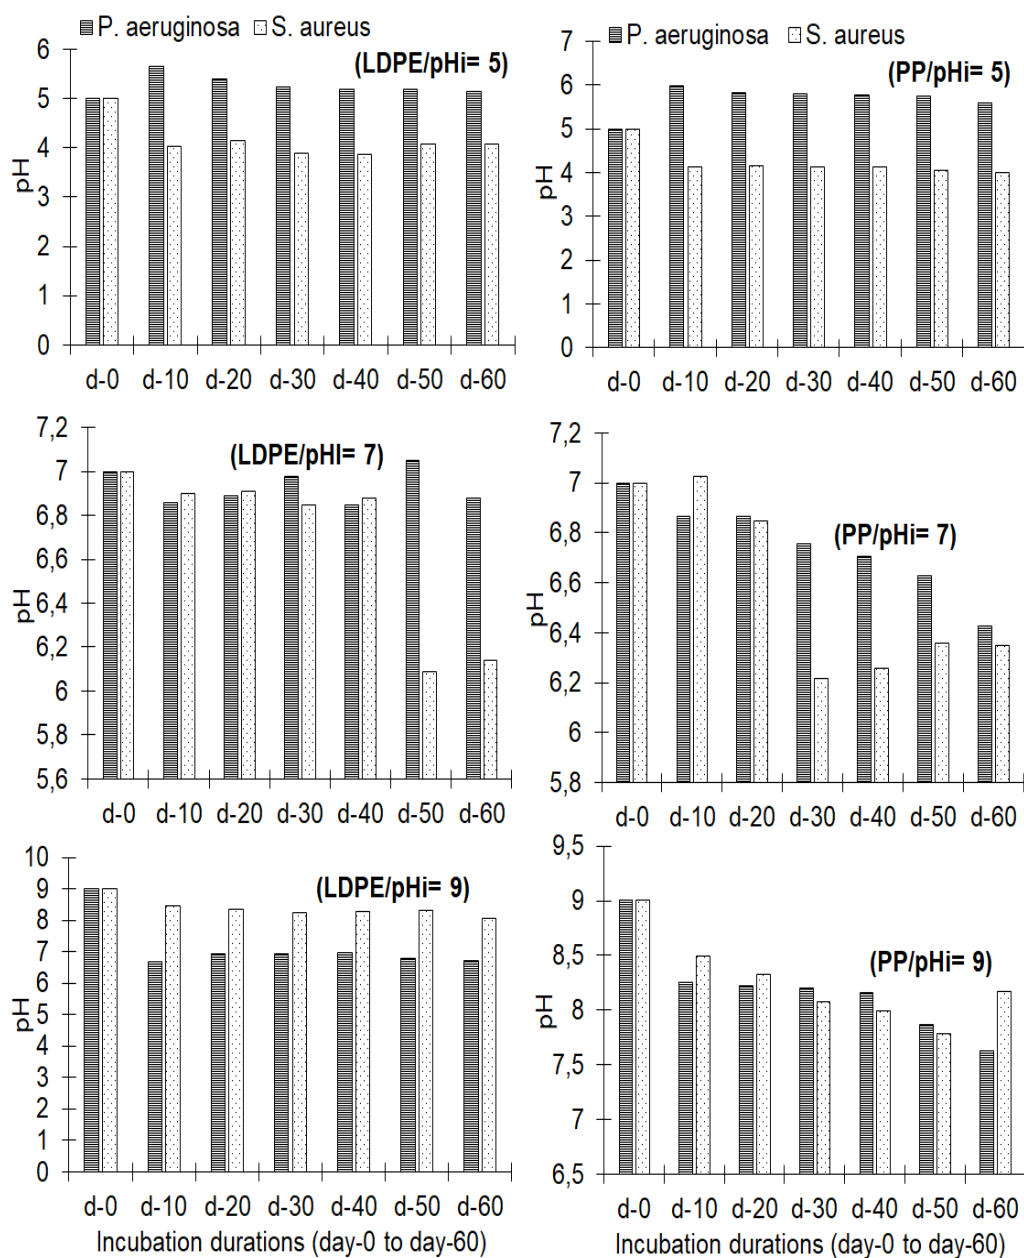 P. aeruginosa S. aureus
(LDPE/pHi= 5)
6
5
4
3
2
1
0
pH
d-0 d-10 d-20 d-30 d-40 d-50 d-60
P. aeruginosa S. aureus
(PP/pHi= 5)
7
6
5
4
3
2
1
0
pH
d-0 d-10 d-20 d-30 d-40 d-50 d-60
(LDPE/pHI= 7)
7,2
7
6,8
6,6
6,4
6,2
6
5,8
5,6
pH
d-0 d-10 d-20 d-30 d-40 d-50 d-60
(PP/pHi= 7)
7,2
7
6,8
6,6
6,4
6,2
6
5,8
pH
d-0 d-10 d-20 d-30 d-40 d-50 d-60
(LDPE/pHi= 9)
10
9
8
7
6
5
4
3
2
1
0
pH
d-0 d-10 d-20 d-30 d-40 d-50 d-60
Incubation durations (day-0 to day-60)
(PP/pHi= 9)
9,5
9
8,5
8
7,5
7
6,5
pH
d-0 d-10 d-20 d-30 d-40 d-50 d-60
Incubation durations (day-0 to day-60)